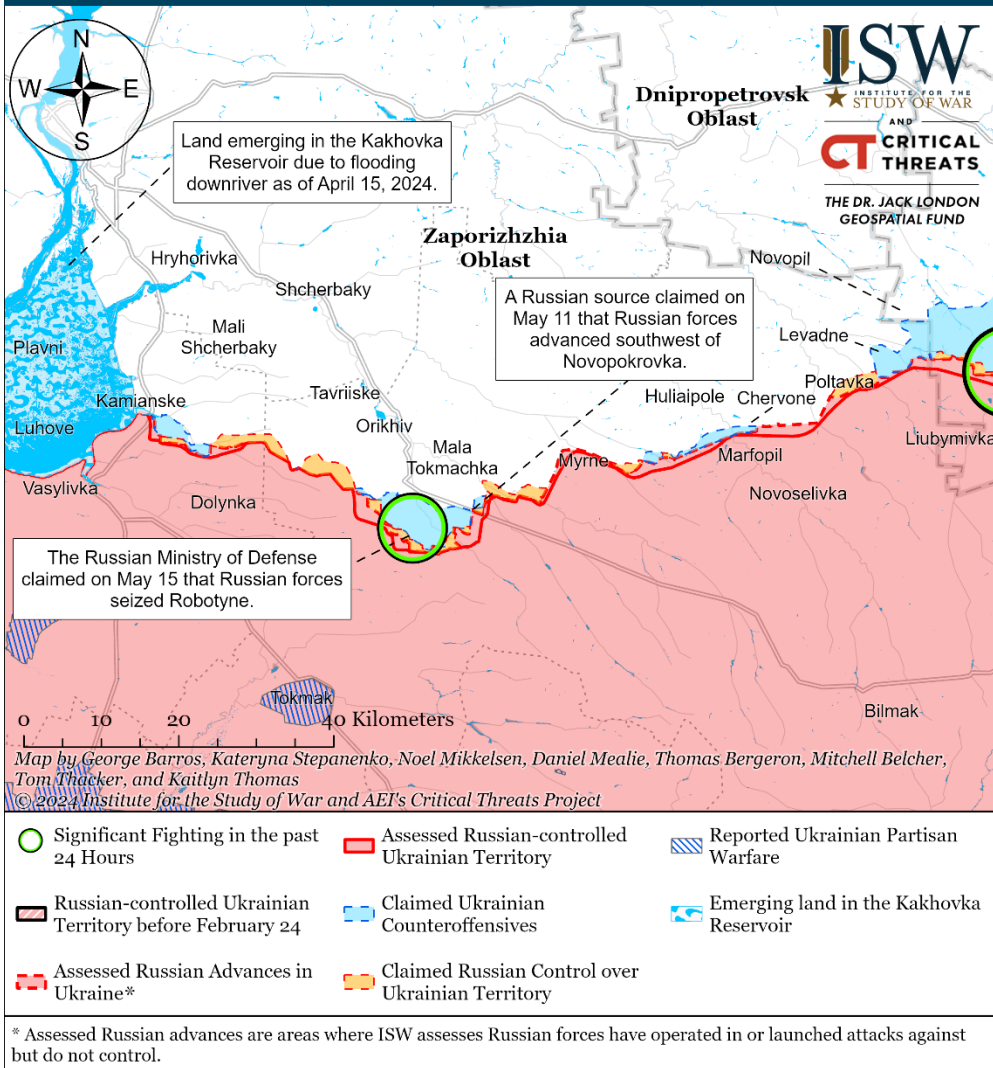 N
W
E
S
ISW
INSTITUTE FOR THE
STUDY OF WAR
AND
CT CRITICAL
THREATS
THE DR. JACK LONDON
GEOSPATIAL FUND
Dnipropetrovsk
Oblast
Land emerging in the Kakhovka
Reservoir due to flooding
downriver as of April 15, 2024.
Zaporizhzhia
Oblast
Hryhorivka
Novopil
Shcherbaky
A Russian source claimed on
May 11 that Russian forces
advanced southwest of
Novopokrovka.
Mali
Shcherbaky
Levadne
Plavni
Tavriiske
Poltavka
Kamianske
Huliaipole
Chervone
Luhove
Orikhiv
Mala
Tokmachka
Liubymivka
Myrne
Marfopil
Vasylivka
Dolynka
Novoselivka
The Russian Ministry of Defense
claimed on May 15 that Russian forces
seized Robotyne.
Tokmak
Bilmak
0 10 20 40 Kilometers
Map by George Barros, Kateryna Stepanenko, Noel Mikkelsen, Daniel Mealie, Thomas Bergeron, Mitchell Belcher,
Tom Thacker, and Kaitlyn Thomas
© 2024 Institute for the Study of War and AEI's Critical Threats Project
Significant Fighting in the past
24 Hours
Assessed Russian-controlled
Ukrainian Territory
Reported Ukrainian Partisan
Warfare
Russian-controlled Ukrainian
Territory before February 24
Claimed Ukrainian
Counteroffensives
Emerging land in the Kakhovka
Reservoir
Assessed Russian Advances in
Ukraine*
Claimed Russian Control over
Ukrainian Territory
* Assessed Russian advances are areas where ISW assesses Russian forces have operated in or launched attacks against
but do not control.